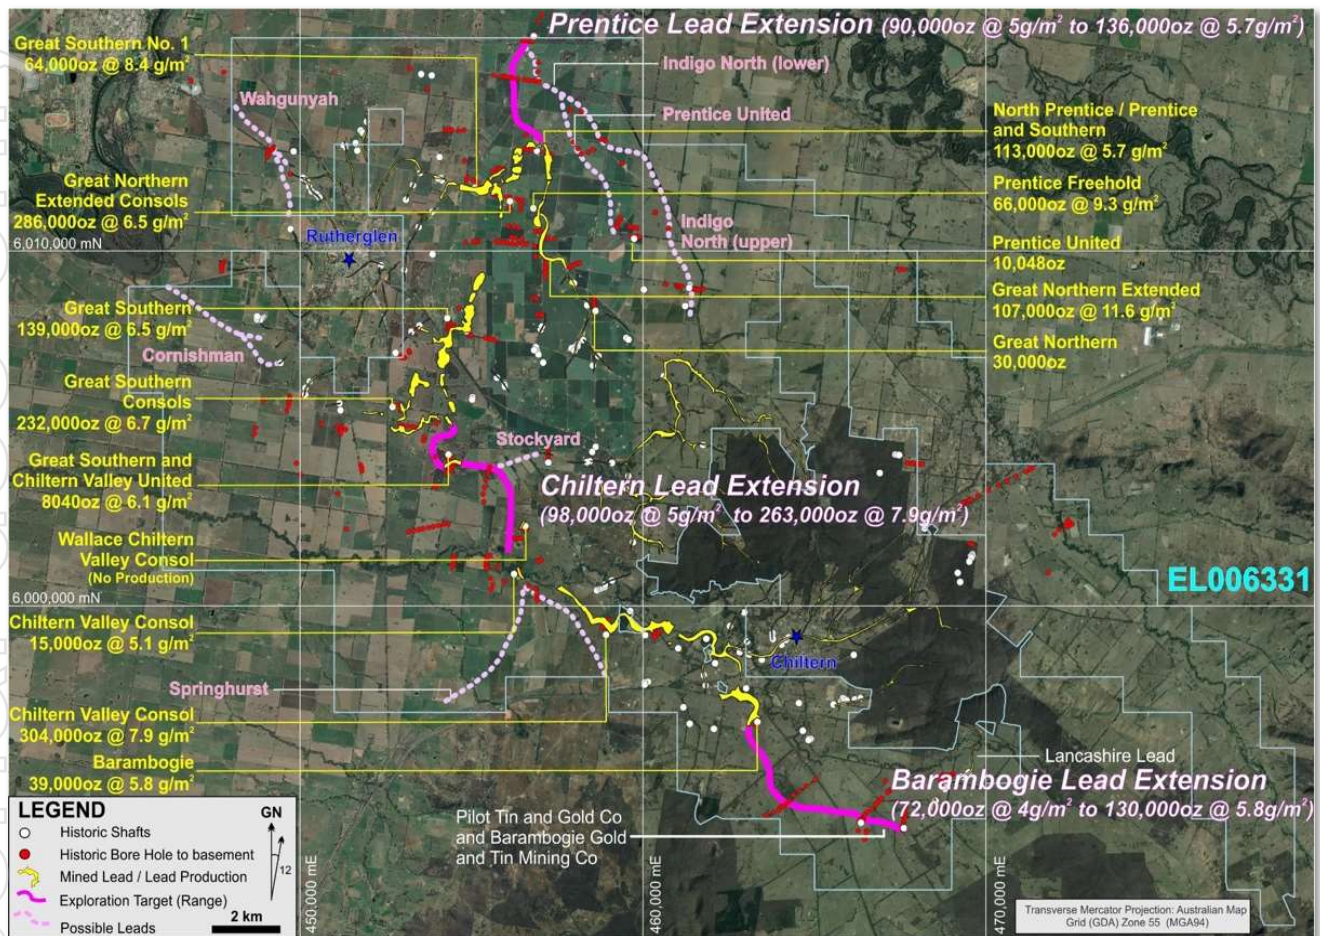 Prentice Lead Extension (90,000oz @ 5g/m² to 136,000oz @ 5.7g/m²)
Great Southern No. 1
64,000oz @ 8.4 g/m²
Indigo North (lower)
Wahgunyah
Prentice United
North Prentice / Prentice
and Southern
113,000oz @ 5.7 g/m²
Great Northern
Extended Consols
286,000oz @ 6.5 g/m²
Prentice Freehold
66,000oz @ 9.3 g/m²
6,010,000 mN
Rutherglen
Indigo
North (upper)
Prentice United
10,048oz
Great Northern Extended
107,000oz @ 11.6 g/m²
Great Southern
139,000oz @ 6.5 g/m²
Great Northern
30,000oz
Cornishman
Great Southern
Consols
232,000oz @ 6.7 g/m²
Stockyard
Great Southern and
Chiltern Valley United
8040oz @ 6.1 g/m²
Chiltern Lead Extension
(98,000oz @ 5g/m² to 263,000oz @ 7.9g/m²)
Wallace Chiltern
Valley Consol
(No Production)
EL006331
6,000,000 mN
Chiltern Valley Consol
15,000oz @ 5.1 g/m²
Chiltern
Springhurst
Chiltern Valley Consol
304,000oz @ 7.9 g/m²
Barambogie
39,000oz @ 5.8 g/m²
Lancashire Lead
Barambogie Lead Extension
(72,000oz @ 4g/m² to 130,000oz @ 5.8g/m²)
Pilot Tin and Gold Co
and Barambogie Gold
and Tin Mining Co
LEGEND
GN
Historic Shafts
Historic Bore Hole to basement
12
Mined Lead / Lead Production
Exploration Target (Range)
2 km
Possible Leads
450,000 mE
460,000 mE
470,000 mE
Transverse Mercator Projection: Australian Map
Grid (GDA) Zone 55 (MGA94)